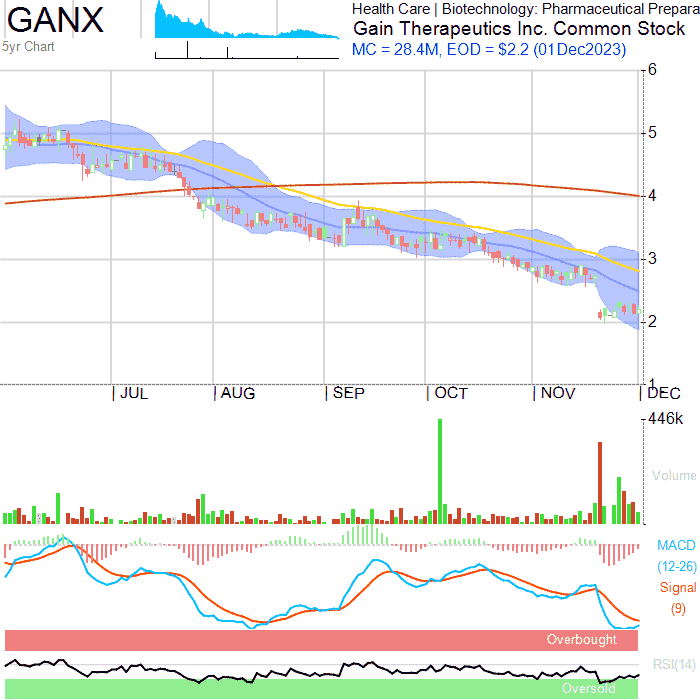 GANX
5yr Chart
Health Care | Biotechnology: Pharmaceutical Prepara
Gain Therapeutics Inc. Common Stock
MC = 28.4M, EOD = $2.2 (01Dec2023)
6
5
4
3
2
1
JUL
AUG
SEP
OCT
NOV
DEC
446k
Volume
MACD
(12-26)
Signal
(9)
Overbought
RSI(14)
Oversold